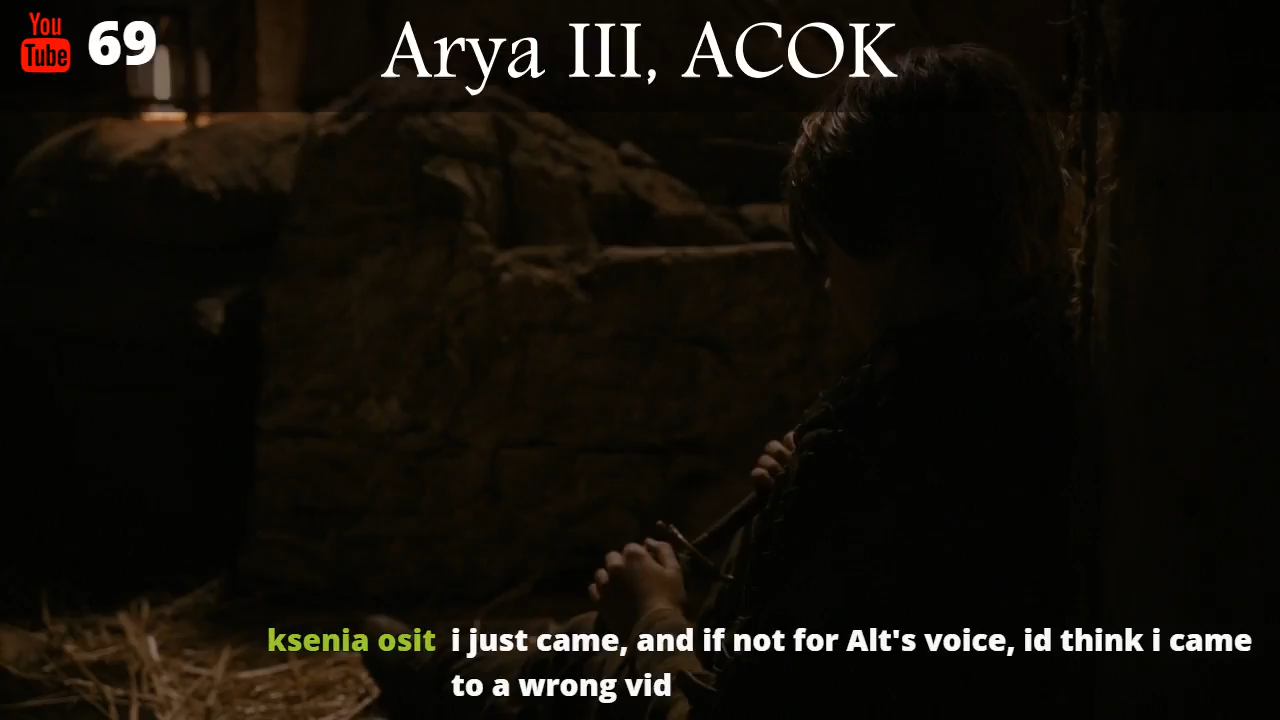 You
Tube 69
Arya III, ACOK
ksenia osit i just came, and if not for Alt's voice, id think i came
to a wrong vid